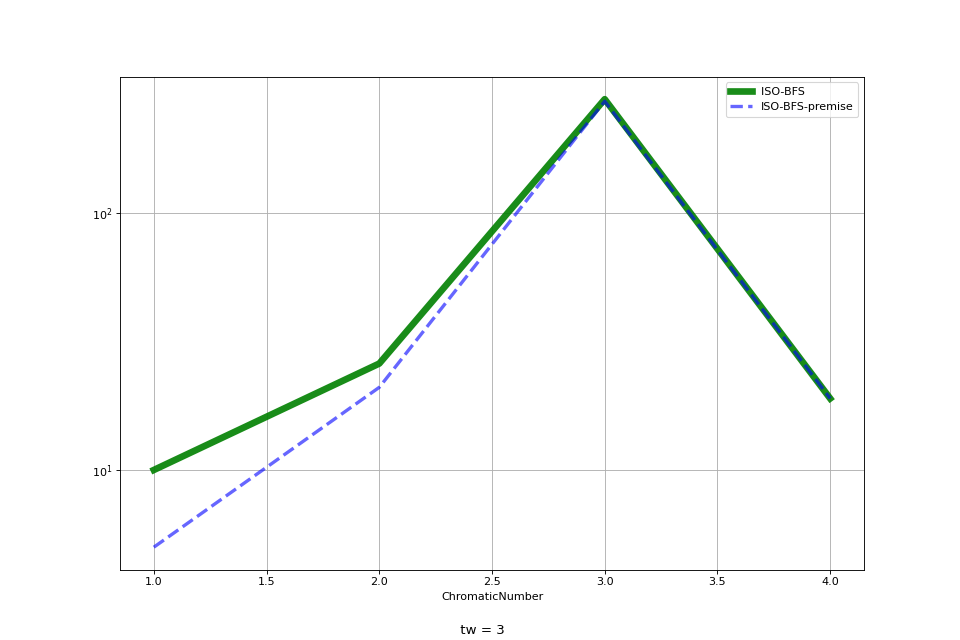 ISO-BFS
ISO-BFS-premise
10²
10¹
1.0 1.5 2.0 2.5 3.0 3.5 4.0
ChromaticNumber
tw = 3